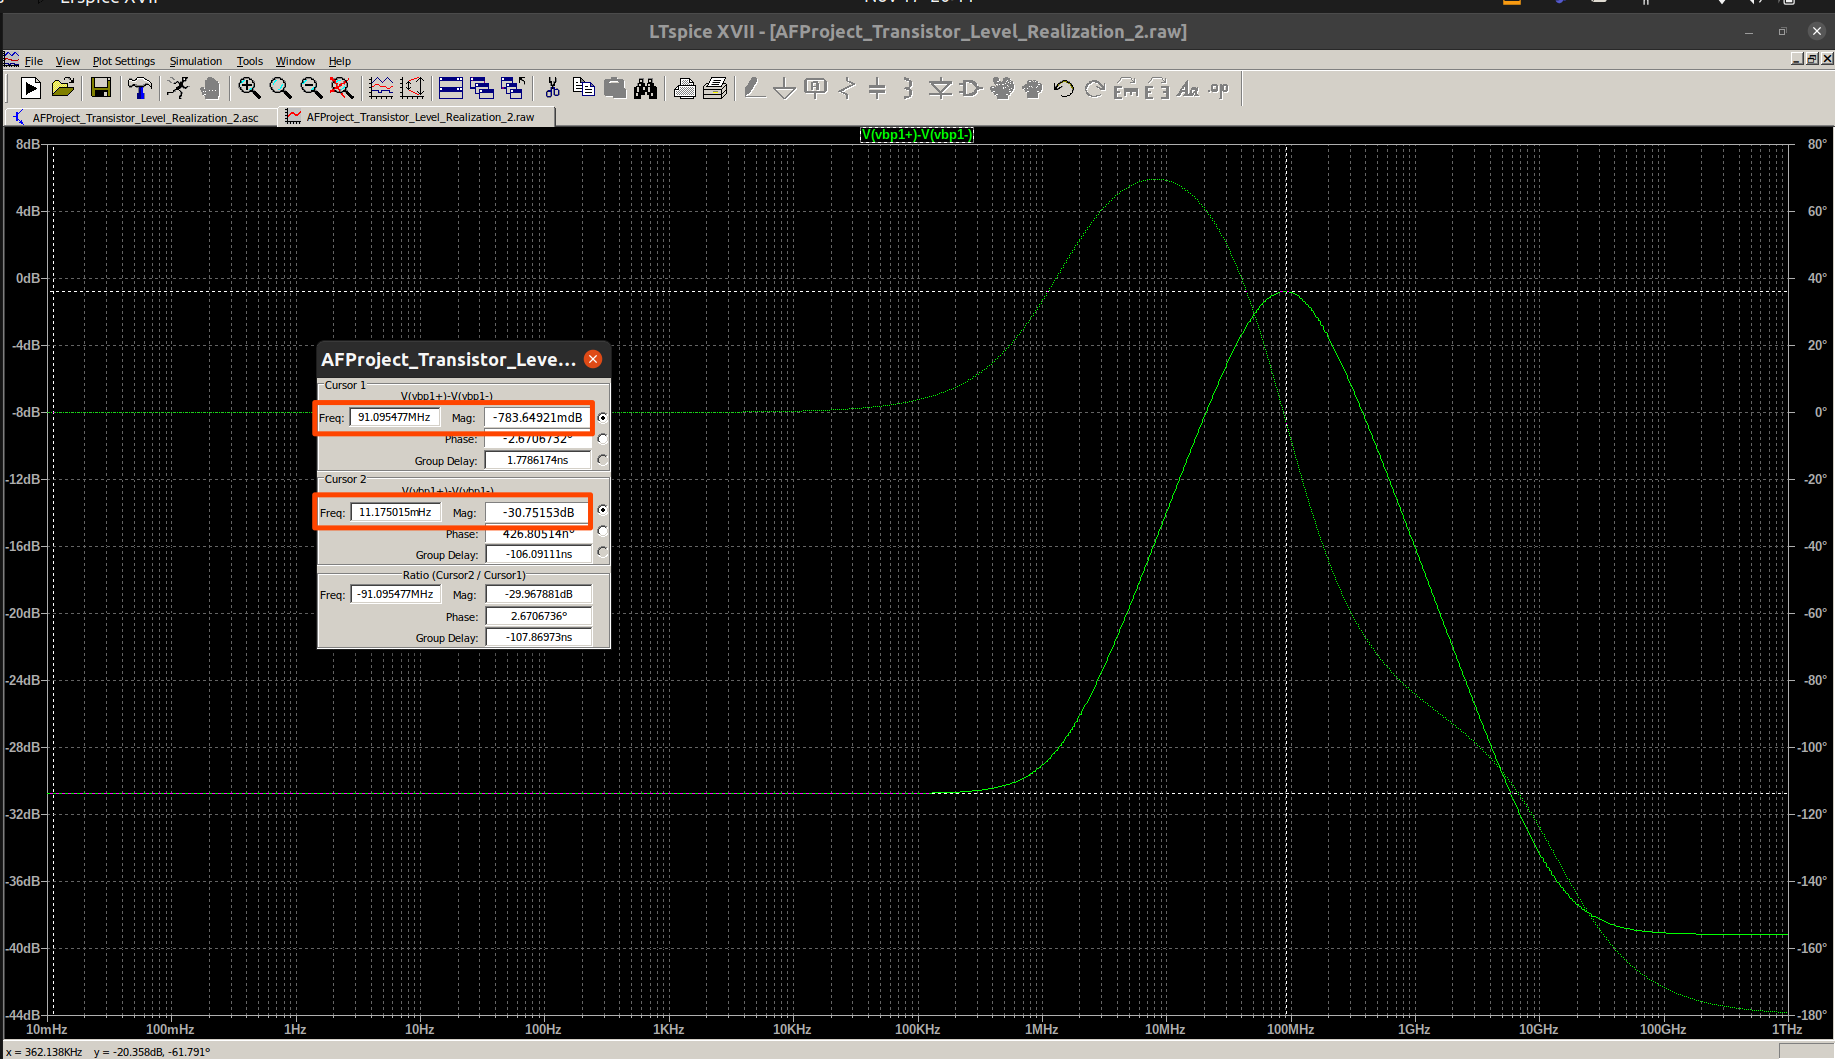 LTspice XVII - [AFProject_Transistor_Level_Realization_2.raw]
File View Plot Settings Simulation Tools Window Help
AFProject_Transistor_Level_Realization_2.asc
AFProject_Transistor_Level_Realization_2.raw
V(vbp1+)-V(vbp1-)
8dB
4dB
0dB
-4dB
-8dB
-12dB
-16dB
-20dB
-24dB
-28dB
-32dB
-36dB
-40dB
-44dB
80°
60°
40°
20°
0°
-20°
-40°
-60°
-80°
-100°
-120°
-140°
-160°
-180°
AFProject_Transistor_Leve...
Cursor 1
V(vbp1+)-V(vbp1-)
Freq: 91.095477MHz Mag: -783.64921mdB
Phase: -2.6706732°
Group Delay: 1.7786174ns
Cursor 2
V(vbp1+)-V(vbp1-)
Freq: 11.175015mHz Mag: -30.75153dB
Phase: 426.80514n°
Group Delay: -106.09111ns
Ratio (Cursor2 / Cursor1)
Freq: -91.095477MHz Mag: -29.967881dB
Phase: 2.6706736°
Group Delay: -107.86973ns
10mHz 100mHz 1Hz 10Hz 100Hz 1KHz 10KHz 100KHz 1MHz 10MHz 100MHz 1GHz 10GHz 100GHz 1THz
x = 362.138KHz y = -20.358dB, -61.791°